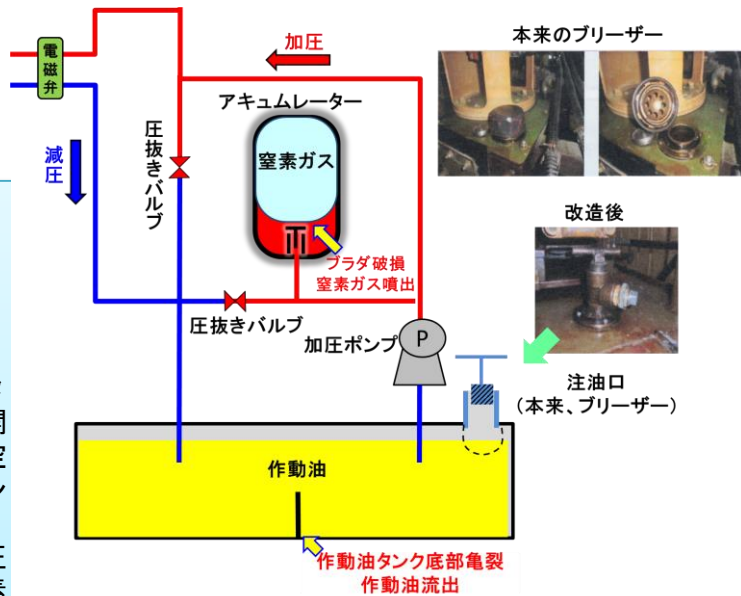 本来のブリーザー
加圧
電磁弁
アキュムレーター
圧抜きバルブ
窒素ガス
減圧
改造後
ブラダ破損
窒素ガス噴出
圧抜きバルブ
加圧ポンプ
P
注油口
(本来、ブリーザー)
作動油
作動油タンク底部亀裂
作動油流出